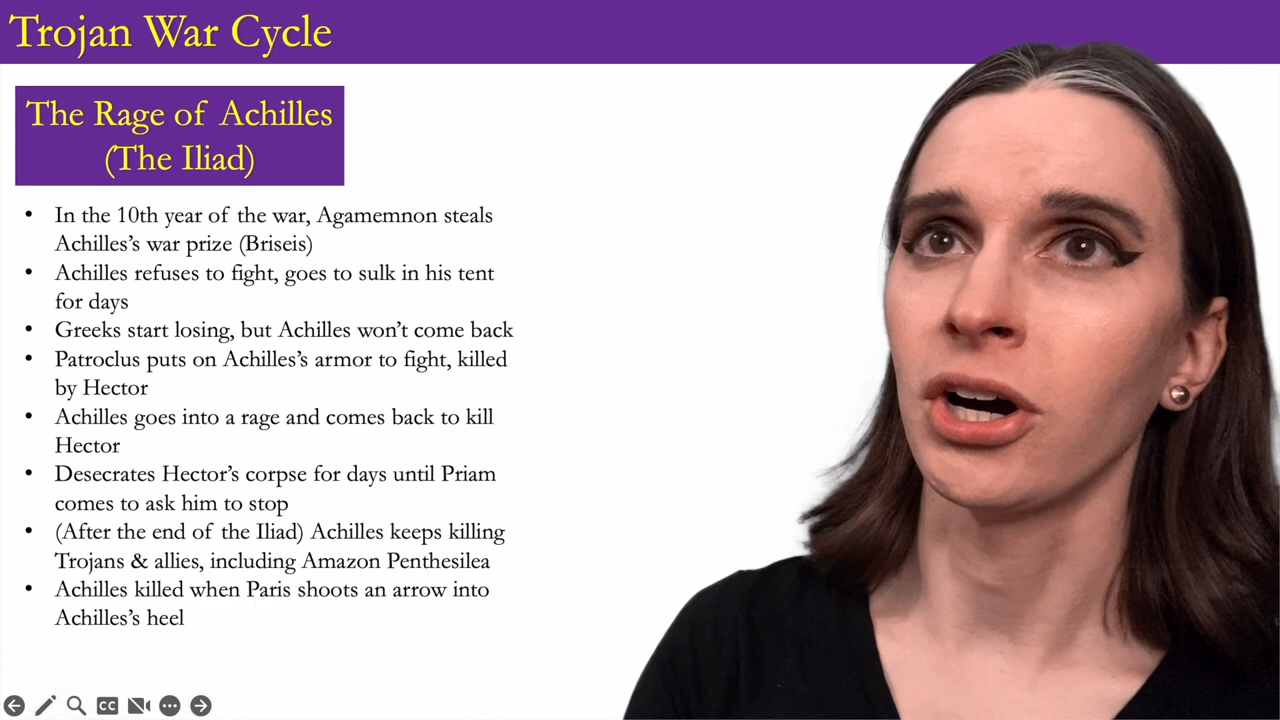 Trojan War Cycle
The Rage of Achilles
(The Iliad)
• In the 10th year of the war, Agamemnon steals
Achilles’s war prize (Briseis)
• Achilles refuses to fight, goes to sulk in his tent
for days
• Greeks start losing, but Achilles won’t come back
• Patroclus puts on Achilles’s armor to fight, killed
by Hector
• Achilles goes into a rage and comes back to kill
Hector
• Desecrates Hector’s corpse for days until Priam
comes to ask him to stop
• (After the end of the Iliad) Achilles keeps killing
Trojans & allies, including Amazon Penthesilea
• Achilles killed when Paris shoots an arrow into
Achilles’s heel
CC